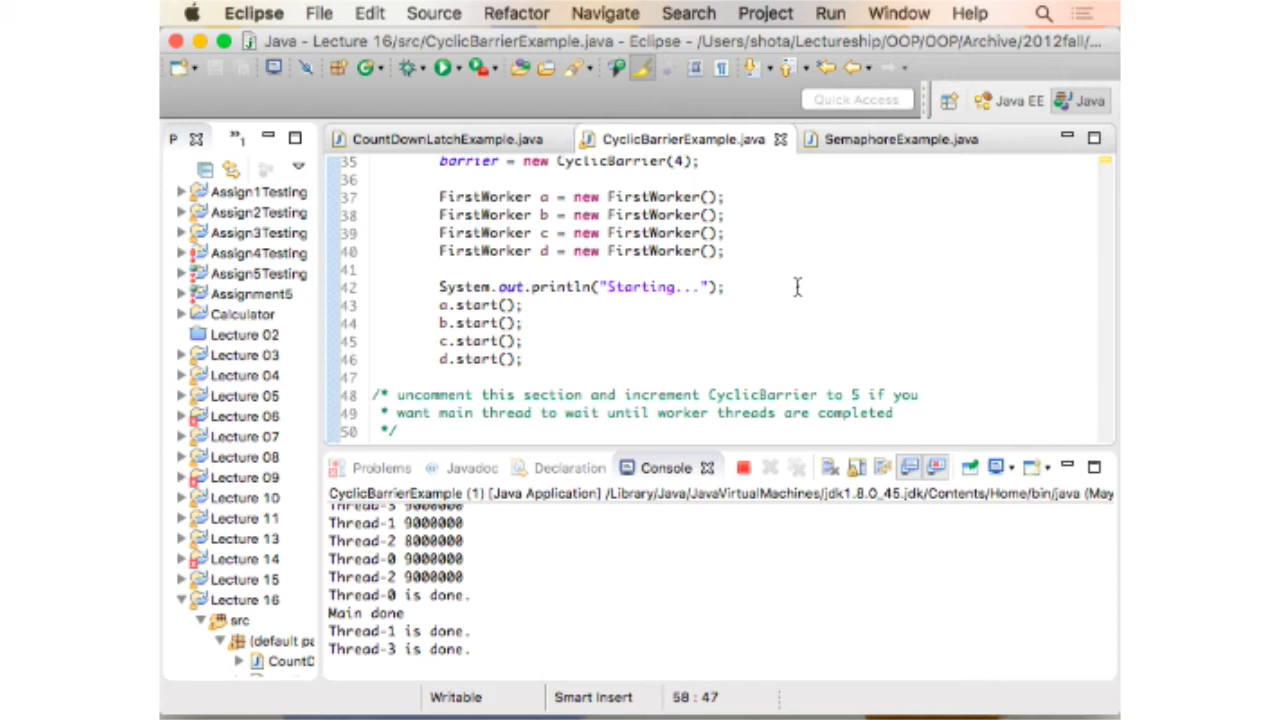 Eclipse File Edit Source Refactor Navigate Search Project Run Window Help
Java - Lecture 16/src/CyclicBarrierExample.java - Eclipse - /Users/shota/Lectureship/OOP/OOP/Archive/2012fall/...
Quick Access
Java EE
Java
P
1
CountDownLatchExample.java
CyclicBarrierExample.java
SemaphoreExample.java
Assign1Testing
Assign2Testing
Assign3Testing
Assign4Testing
Assign5Testing
Assignment5
Calculator
Lecture 02
Lecture 03
Lecture 04
Lecture 05
Lecture 06
Lecture 07
Lecture 08
Lecture 09
Lecture 10
Lecture 11
Lecture 13
Lecture 14
Lecture 15
Lecture 16
src
(default pa
CountD
35 barrier = new CyclicBarrier(4);
36
37 FirstWorker a = new FirstWorker();
38 FirstWorker b = new FirstWorker();
39 FirstWorker c = new FirstWorker();
40 FirstWorker d = new FirstWorker();
41
42 System.out.println("Starting...");
43 a.start();
44 b.start();
45 c.start();
46 d.start();
47
48 /* uncomment this section and increment CyclicBarrier to 5 if you
49 * want main thread to wait until worker threads are completed
50 */
Problems Javadoc Declaration Console
CyclicBarrierExample (1) [Java Application] /Library/Java/JavaVirtualMachines/jdk1.8.0_45.jdk/Contents/Home/bin/java (May
Thread-3 9000000
Thread-1 9000000
Thread-2 8000000
Thread-0 9000000
Thread-2 9000000
Thread-0 is done.
Main done
Thread-1 is done.
Thread-3 is done.
Writable Smart Insert 58 : 47